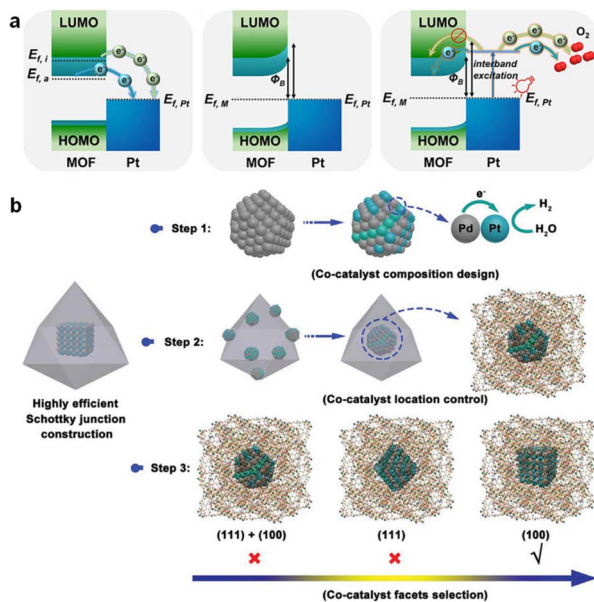 a
LUMO
E_f, i
E_f, a
e⁻
e⁻
e⁻
e⁻
E_f, Pt
HOMO
MOF
Pt
LUMO
Φ_B
E_f, M
E_f, Pt
HOMO
MOF
Pt
LUMO
e⁻
e⁻
e⁻
e⁻
O₂
Φ_B
interband
excitation
E_f, M
E_f, Pt
HOMO
MOF
Pt
b
Step 1:
e⁻
Pd
Pt
H₂
H₂O
(Co-catalyst composition design)
Step 2:
(Co-catalyst location control)
Highly efficient
Schottky junction
construction
Step 3:
(111) + (100)
(111)
(100)
(Co-catalyst facets selection)